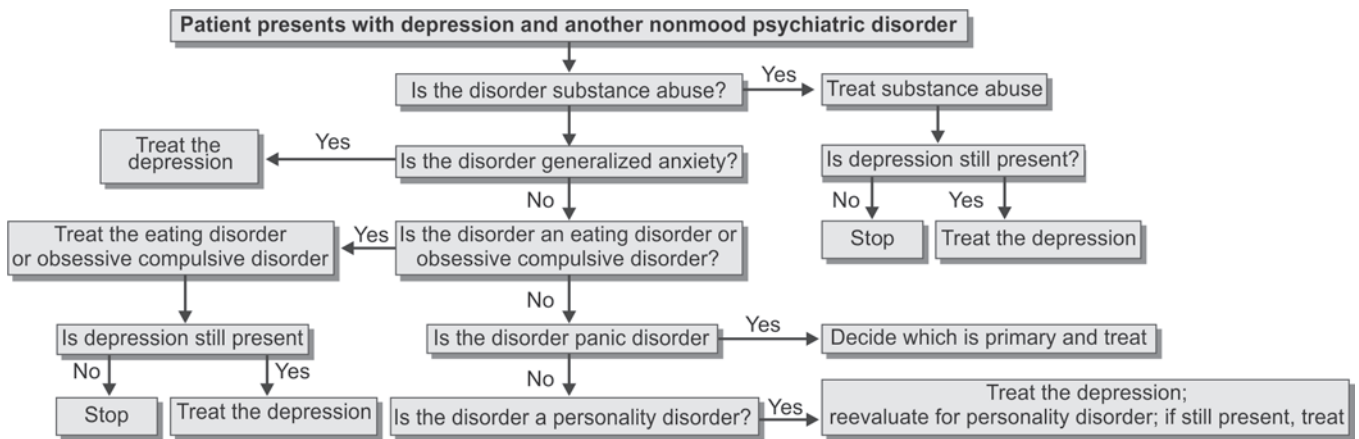 Patient presents with depression and another nonmood psychiatric disorder
Is the disorder substance abuse?
Yes
Treat substance abuse
Treat the
depression
Yes
Is the disorder generalized anxiety?
Is depression still present?
No
No
Yes
Treat the eating disorder
or obsessive compulsive disorder
Yes
Is the disorder an eating disorder or
obsessive compulsive disorder?
Stop
Treat the depression
No
Is depression still present
Is the disorder panic disorder
Yes
Decide which is primary and treat
No
Yes
No
Stop
Treat the depression
Is the disorder a personality disorder?
Yes
Treat the depression;
reevaluate for personality disorder; if still present, treat